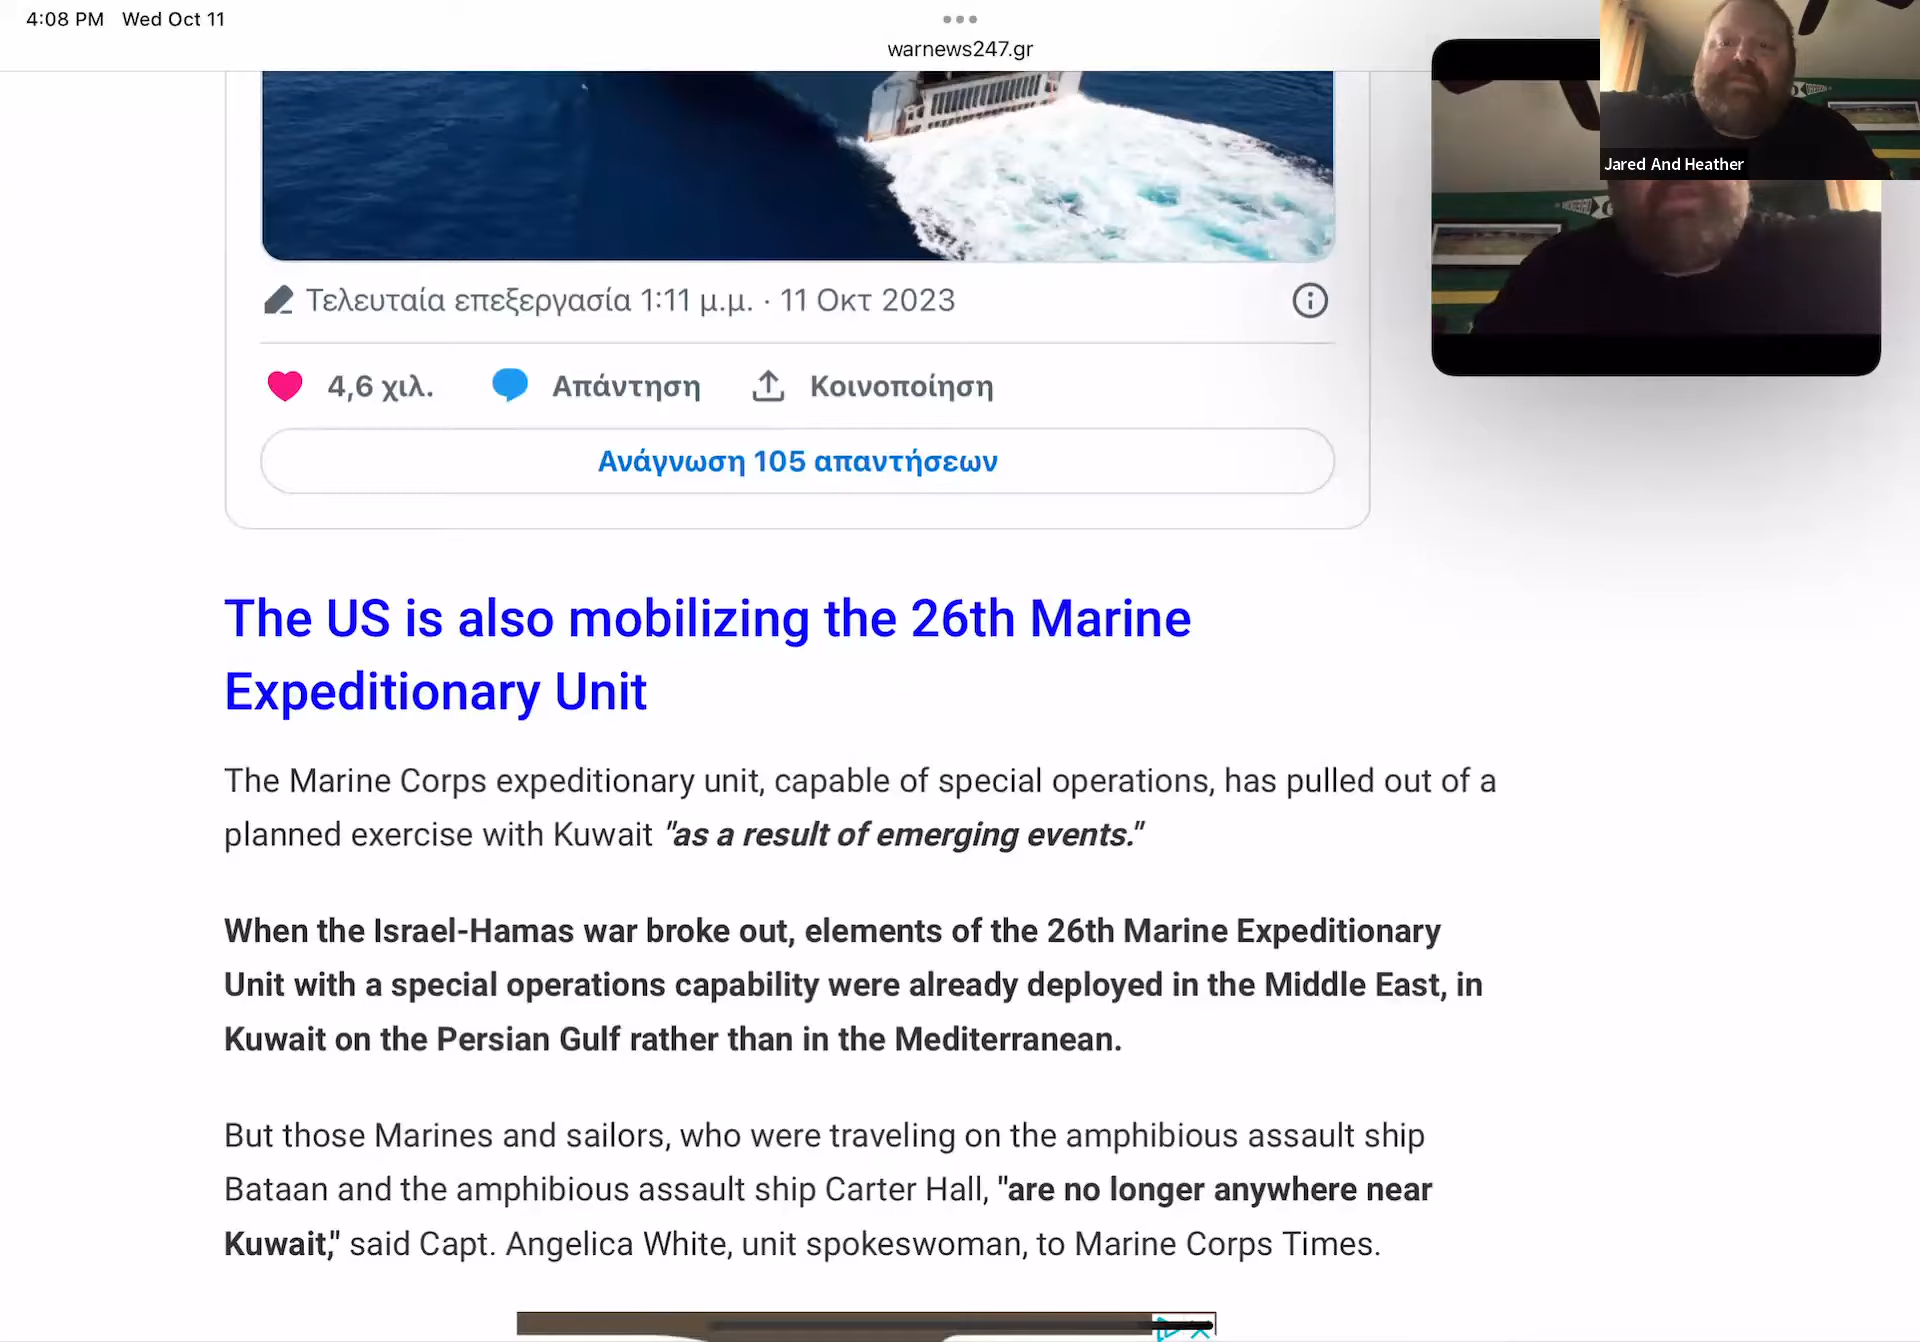 4:08 PM Wed Oct 11
warnews247.gr
Jared And Heather
Τελευταία επεξεργασία 1:11 μ.μ. · 11 Οκτ 2023
4,6 χιλ. Απάντηση Κοινοποίηση
Ανάγνωση 105 απαντήσεων
The US is also mobilizing the 26th Marine
Expeditionary Unit
The Marine Corps expeditionary unit, capable of special operations, has pulled out of a
planned exercise with Kuwait "as a result of emerging events."
When the Israel-Hamas war broke out, elements of the 26th Marine Expeditionary
Unit with a special operations capability were already deployed in the Middle East, in
Kuwait on the Persian Gulf rather than in the Mediterranean.
But those Marines and sailors, who were traveling on the amphibious assault ship
Bataan and the amphibious assault ship Carter Hall, "are no longer anywhere near
Kuwait," said Capt. Angelica White, unit spokeswoman, to Marine Corps Times.